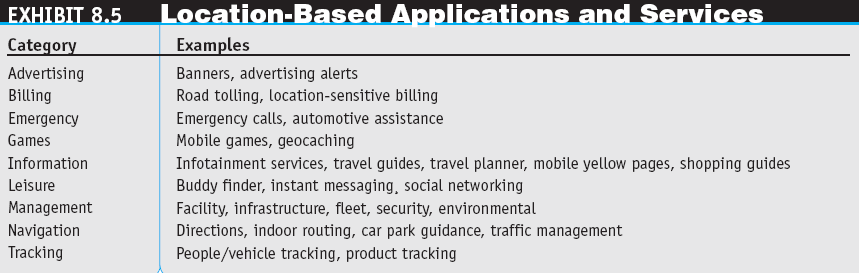 EXHIBIT 8.5 Location-Based Applications and Services
Category Examples
Advertising Banners, advertising alerts
Billing Road tolling, location-sensitive billing
Emergency Emergency calls, automotive assistance
Games Mobile games, geocaching
Information Infotainment services, travel guides, travel planner, mobile yellow pages, shopping guides
Leisure Buddy finder, instant messaging, social networking
Management Facility, infrastructure, fleet, security, environmental
Navigation Directions, indoor routing, car park guidance, traffic management
Tracking People/vehicle tracking, product tracking